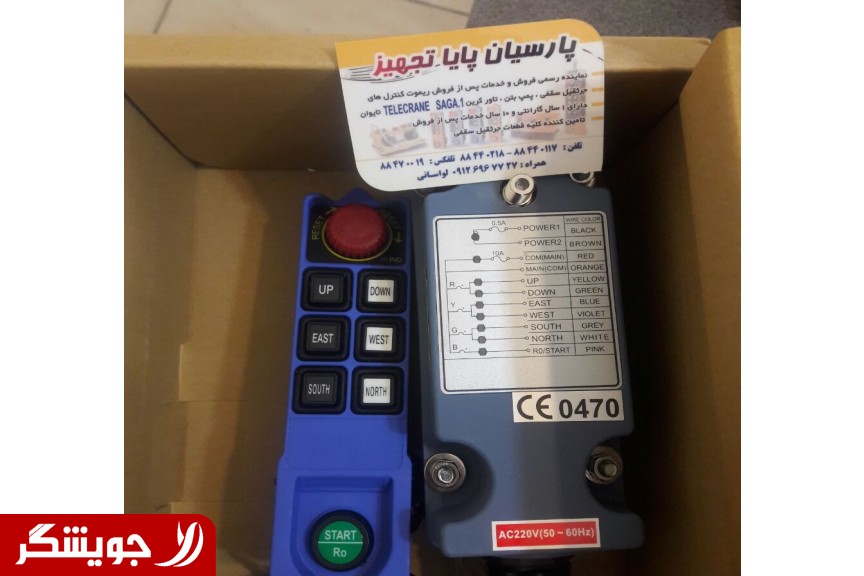 پارسیان پایا تجهیز
نماینده رسمی فروش و خدمات پس از فروش ریموت کنترل های
جرثقیل سقفی ، پمپ بتن ، تاور کرین TELECRANE SAGA.1 تایوان
دارای ۱ سال گارانتی و ۱۰ سال خدمات پس از فروش
تامین کننده کلیه قطعات جرثقیل سقفی
تلفن : ۸۸۴۴۰۱۱۷ - ۸۸۴۴۰۲۱۸ تلفکس : ۸۸۴۷۰۰۱۹
همراه : ۰۹۱۲۶۹۶۷۷۲۷ لواسانی
RESET
UP DOWN
EAST WEST
SOUTH NORTH
START
Ro
WIRE COLOR
0.5A POWER1 BLACK
POWER2 BROWN
10A COM(MAIN) RED
MAIN(COM) ORANGE
R UP YELLOW
DOWN GREEN
Y EAST BLUE
WEST VIOLET
G SOUTH GREY
NORTH WHITE
B R0/START PINK
CE 0470
AC220V(50-60Hz)
جویشگر